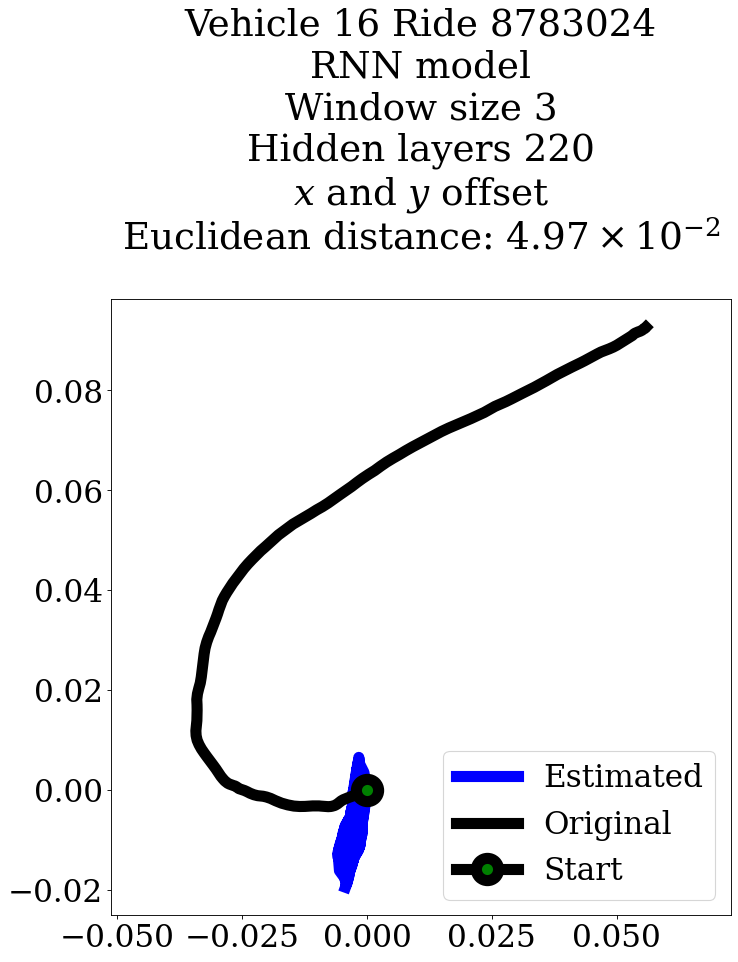 Vehicle 16 Ride 8783024
RNN model
Window size 3
Hidden layers 220
x and y offset
Euclidean distance: 4.97 × 10⁻²
0.08
0.06
0.04
0.02
0.00
−0.02
−0.050 −0.025 0.000 0.025 0.050
Estimated
Original
Start